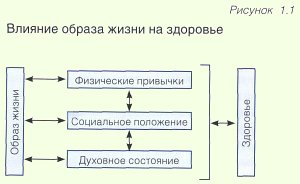 Рисунок 1.1
Влияние образа жизни на здоровье
Образ жизни
Физические привычки
Социальное положение
Духовное состояние
Здоровье